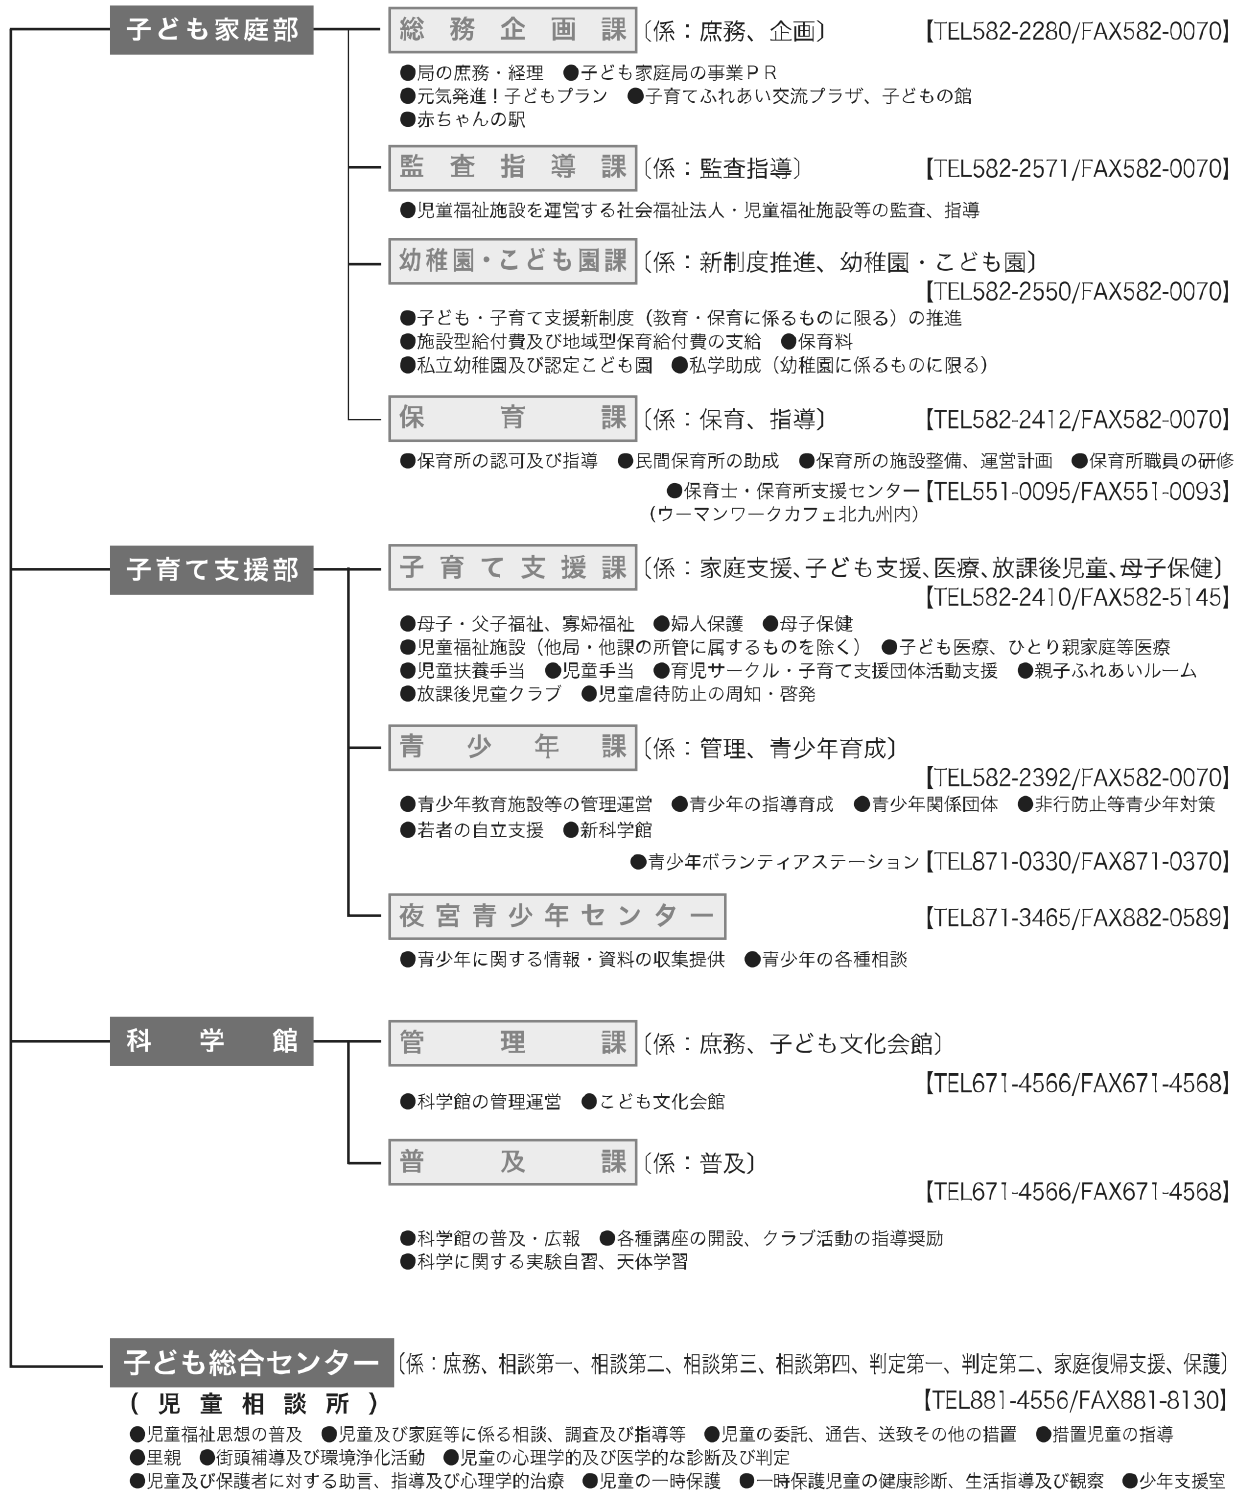 子ども家庭部
総務企画課〔係：庶務、企画〕 【TEL582-2280/FAX582-0070】
●局の庶務・経理 ●子ども家庭局の事業ＰＲ
●元気発進！子どもプラン ●子育てふれあい交流プラザ、子どもの館
●赤ちゃんの駅
監査指導課〔係：監査指導〕 【TEL582-2571/FAX582-0070】
●児童福祉施設を運営する社会福祉法人・児童福祉施設等の監査、指導
幼稚園・こども園課〔係：新制度推進、幼稚園・こども園〕
【TEL582-2550/FAX582-0070】
●子ども・子育て支援新制度（教育・保育に係るものに限る）の推進
●施設型給付費及び地域型保育給付費の支給 ●保育料
●私立幼稚園及び認定こども園 ●私学助成（幼稚園に係るものに限る）
保育課〔係：保育、指導〕 【TEL582-2412/FAX582-0070】
●保育所の認可及び指導 ●民間保育所の助成 ●保育所の施設整備、運営計画 ●保育所職員の研修
●保育士・保育所支援センター【TEL551-0095/FAX551-0093】
（ウーマンワークカフェ北九州内）
子育て支援部
子育て支援課〔係：家庭支援、子ども支援、医療、放課後児童、母子保健〕
【TEL582-2410/FAX582-5145】
●母子・父子福祉、寡婦福祉 ●婦人保護 ●母子保健
●児童福祉施設（他局・他課の所管に属するものを除く） ●子ども医療、ひとり親家庭等医療
●児童扶養手当 ●児童手当 ●育児サークル・子育て支援団体活動支援 ●親子ふれあいルーム
●放課後児童クラブ ●児童虐待防止の周知・啓発
青少年課〔係：管理、青少年育成〕
【TEL582-2392/FAX582-0070】
●青少年教育施設等の管理運営 ●青少年の指導育成 ●青少年関係団体 ●非行防止等青少年対策
●若者の自立支援 ●新科学館
●青少年ボランティアステーション【TEL871-0330/FAX871-0370】
夜宮青少年センター 【TEL871-3465/FAX882-0589】
●青少年に関する情報・資料の収集提供 ●青少年の各種相談
科学館
管理課〔係：庶務、子ども文化会館〕
【TEL671-4566/FAX671-4568】
●科学館の管理運営 ●こども文化会館
普及課〔係：普及〕
【TEL671-4566/FAX671-4568】
●科学館の普及・広報 ●各種講座の開設、クラブ活動の指導奨励
●科学に関する実験自習、天体学習
子ども総合センター〔係：庶務、相談第一、相談第二、相談第三、相談第四、判定第一、判定第二、家庭復帰支援、保護〕
(児童相談所) 【TEL881-4556/FAX881-8130】
●児童福祉思想の普及 ●児童及び家庭等に係る相談、調査及び指導等 ●児童の委託、通告、送致その他の措置 ●措置児童の指導
●里親 ●街頭補導及び環境浄化活動 ●児童の心理学的及び医学的な診断及び判定
●児童及び保護者に対する助言、指導及び心理学的治療 ●児童の一時保護 ●一時保護児童の健康診断、生活指導及び観察 ●少年支援室